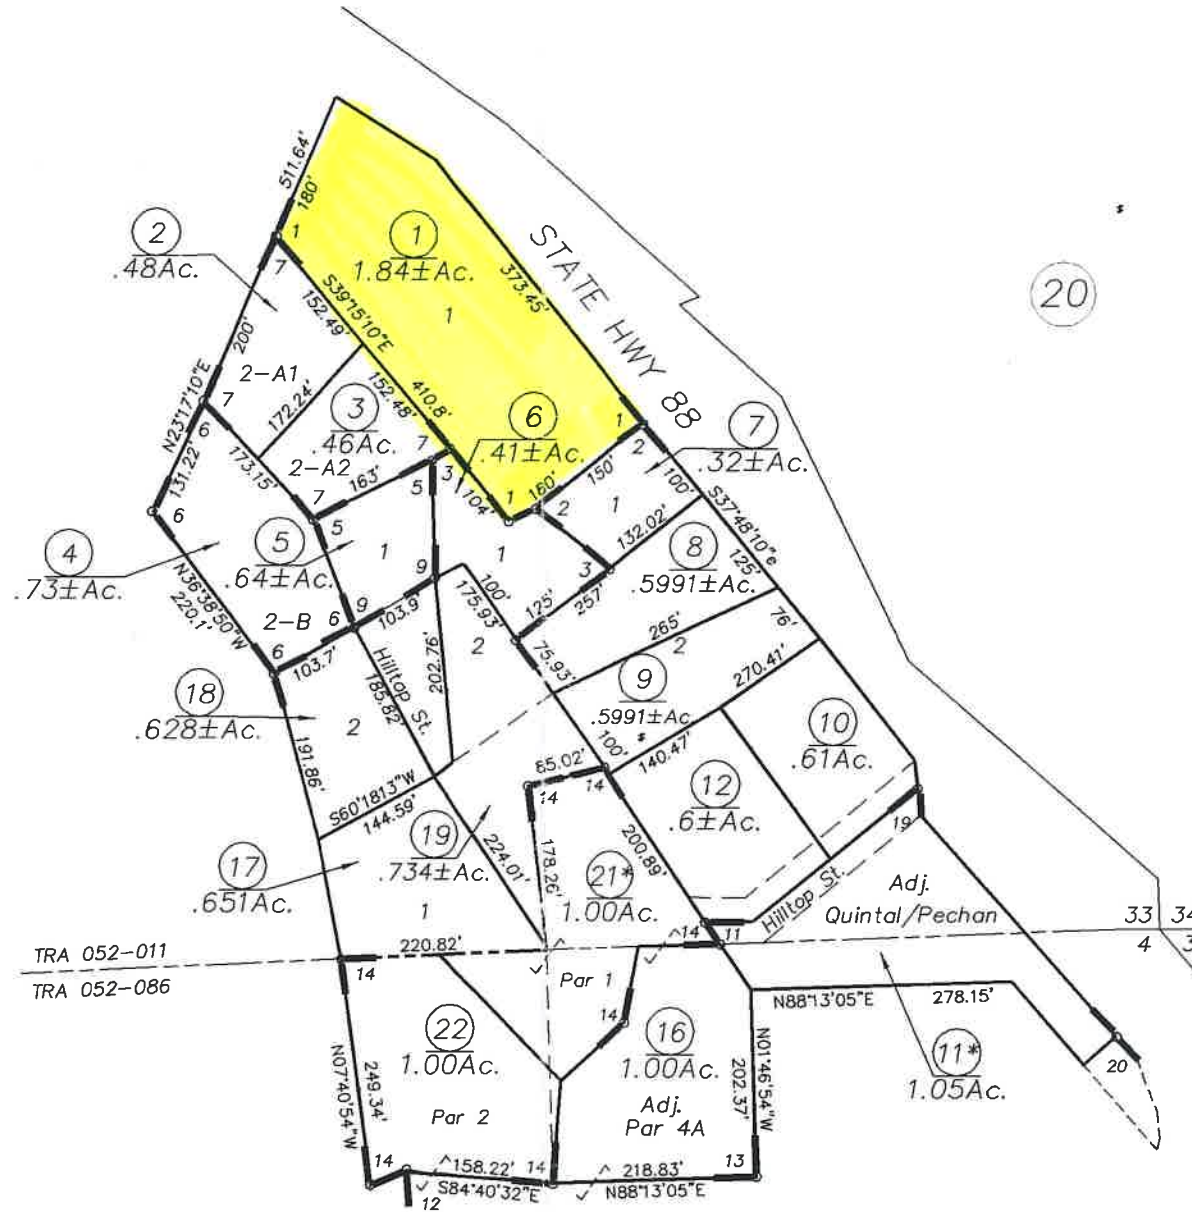 511.64'
180'
1
7
2
.48Ac.
1
1.84±Ac.
1
STATE HWY 88
373.45'
20
S39°15'10"E
152.49'
152.48'
410.8'
200'
2-A1
172.24'
3
.46Ac.
2-A2
6
.41±Ac.
7
.32±Ac.
1
2
7
6
N23°17'10"E
131.22'
173.15'
163'
7
3
5
104'
1
160'
2
150'
1
100'
S37°48'10"e
6
7
5
4
.73±Ac.
5
.64±Ac.
1
1
132.02'
8
.5991±Ac.
125'
3
N36°38'50"W
220.1'
2-B
6
9
9
103.9'
100'
175.93'
125'
257'
265'
2
76'
6
103.7'
Hilltop St.
185.82'
202.76
2
75.93'
9
.5991±Ac.
270.41'
18
.628±Ac.
2
191.86'
100'
140.47'
10
.61Ac.
85.02'
14
14
12
.6±Ac.
S60°18'13"W
144.59'
17
.651Ac.
19
.734±Ac.
224.01'
178.26'
21*
1.00Ac.
200.89'
19
Hilltop St.
Adj.
Quintal/Pechan
1
33 34
4 3
TRA 052-011
TRA 052-086
220.82'
14
14
11
Par 1
N88°13'05"E
278.15'
14
22
1.00Ac.
16
1.00Ac.
11*
1.05Ac.
20
N07°40'54"W
249.34'
N01°46'54"W
202.37'
Par 2
Adj.
Par 4A
14
158.22'
S84°40'32"E
14
218.83'
N88°13'05"E
13
12